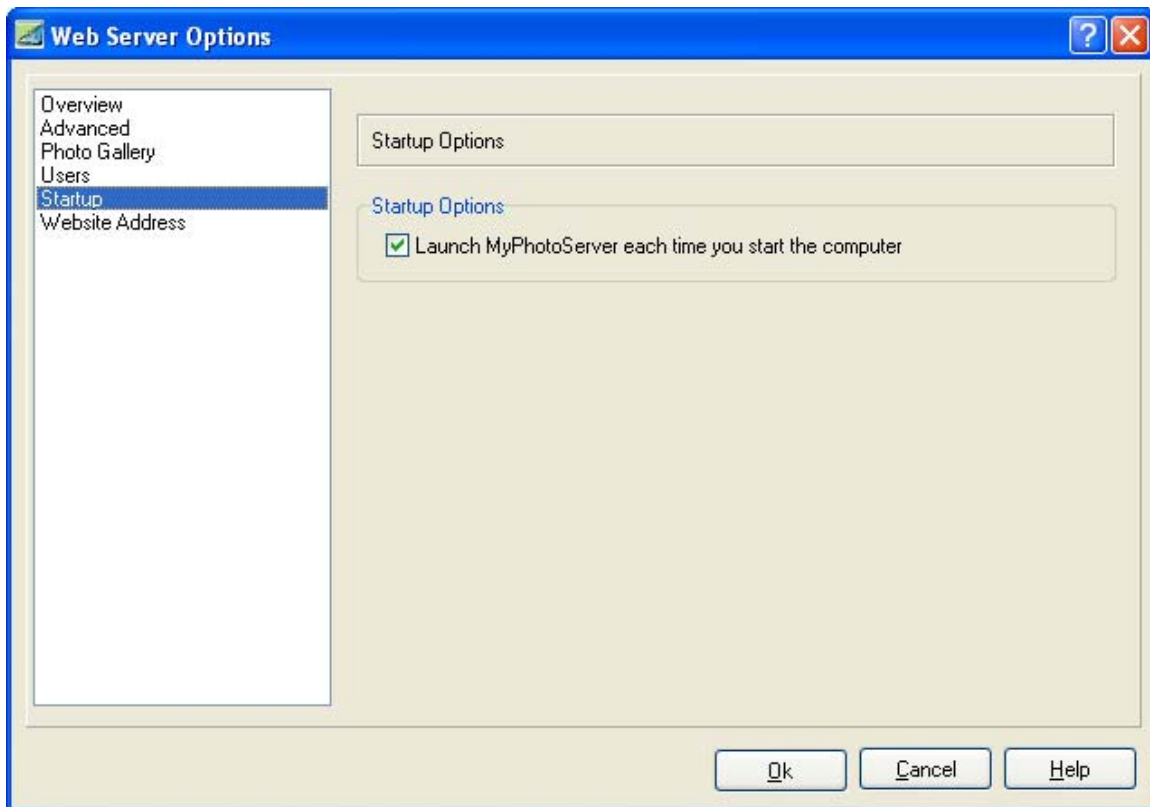 Web Server Options
Overview
Advanced
Photo Gallery
Users
Startup
Website Address
Startup Options
Startup Options
Launch MyPhotoServer each time you start the computer
Ok
Cancel
Help